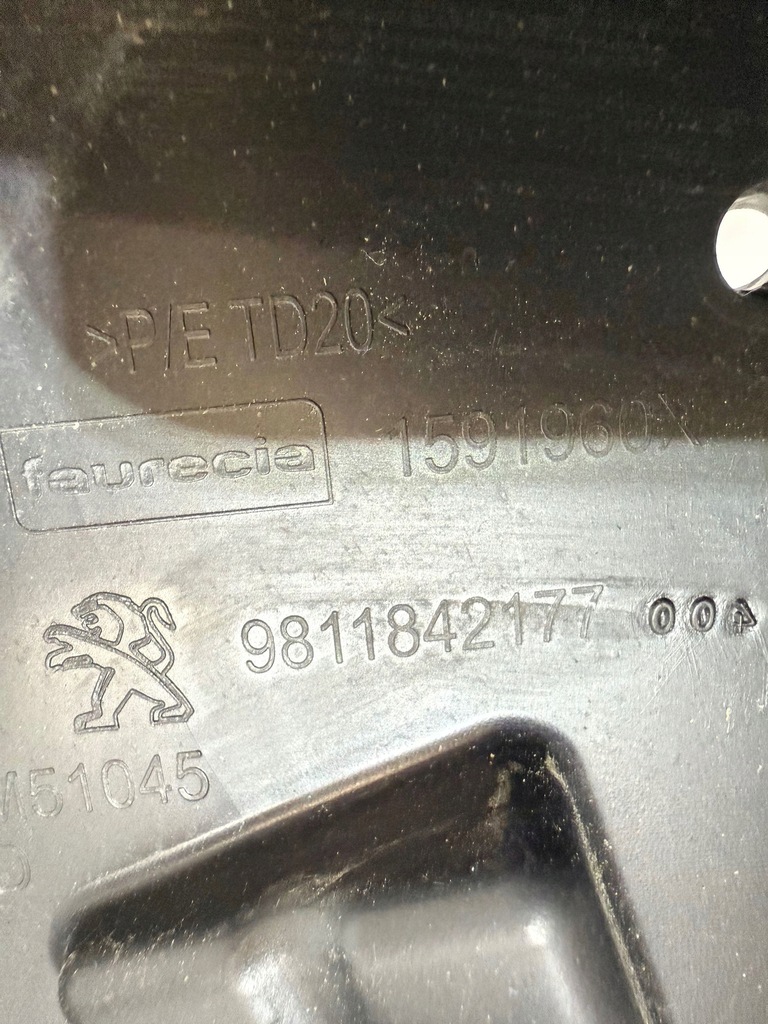 >P/E TD20<
faurecia 1591960X
9811842177 004
M51045